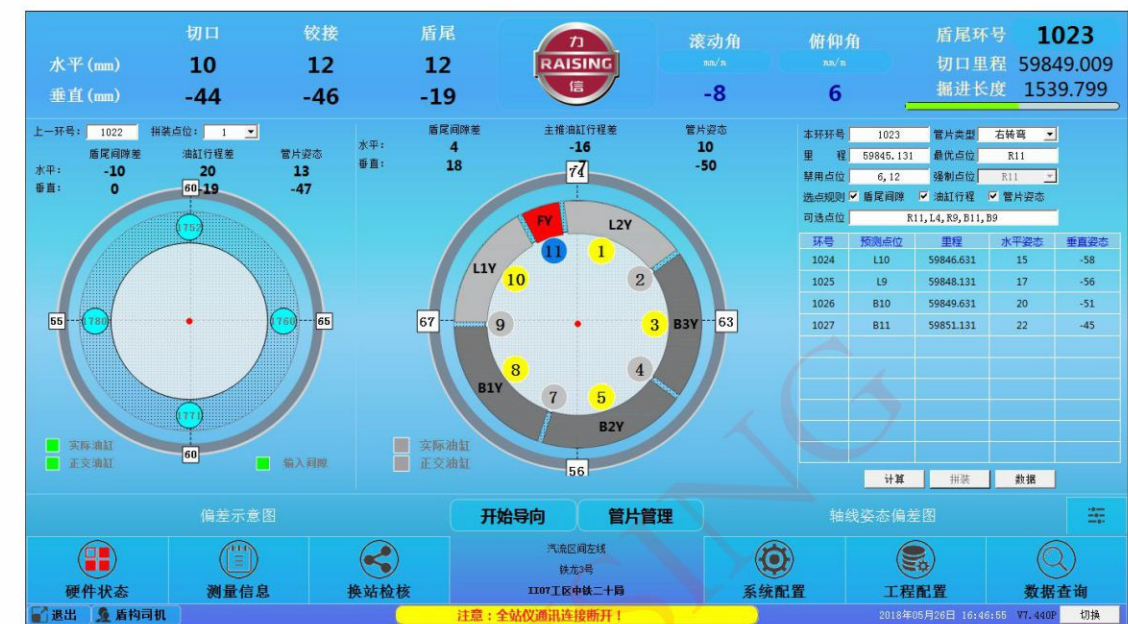 切口 铰接 盾尾 滚动角 俯仰角 盾尾环号 1023
水平(mm) 10 12 12 力 RAISING 信 mm/m mm/m 切口里程 59849.009
垂直(mm) -44 -46 -19 -8 6 掘进长度 1539.799
上一环号: 1022 拼装点位: 1
盾尾间隙差 油缸行程差 管片姿态
水平: -10 20 13
垂直: 0 -19 -47
60
1752
55 1780 1760 65
1771
60
实际油缸
正交油缸 输入间隙
盾尾间隙差 主推油缸行程差 管片姿态
水平: 4 -16 10
垂直: 18 -7 -50
74
FY L2Y
11 1
L1Y 10 2
67 9 3 B3Y 63
8 4
B1Y 7 5
B2Y
实际油缸
正交油缸
56
本环环号 1023 管片类型 右转弯
里 程 59845.131 最优点位 R11
禁用点位 6,12 强制点位 R11
选点规则 盾尾间隙 油缸行程 管片姿态
可选点位 R11,L4,R9,B11,B9
环号 预测点位 里程 水平姿态 垂直姿态
1024 L10 59846.631 15 -58
1025 L9 59848.131 17 -56
1026 B10 59849.631 20 -51
1027 B11 59851.131 22 -45
计算 拼装 数据
偏差示意图 开始导向 管片管理 轴线姿态偏差图
汽流区间左线
铁龙3号
II07工区中铁二十局
硬件状态 测量信息 换站检核 系统配置 工程配置 数据查询
退出 盾构司机 注意：全站仪通讯连接断开！ 2018年05月26日 16:46:55 V7.440P 切换